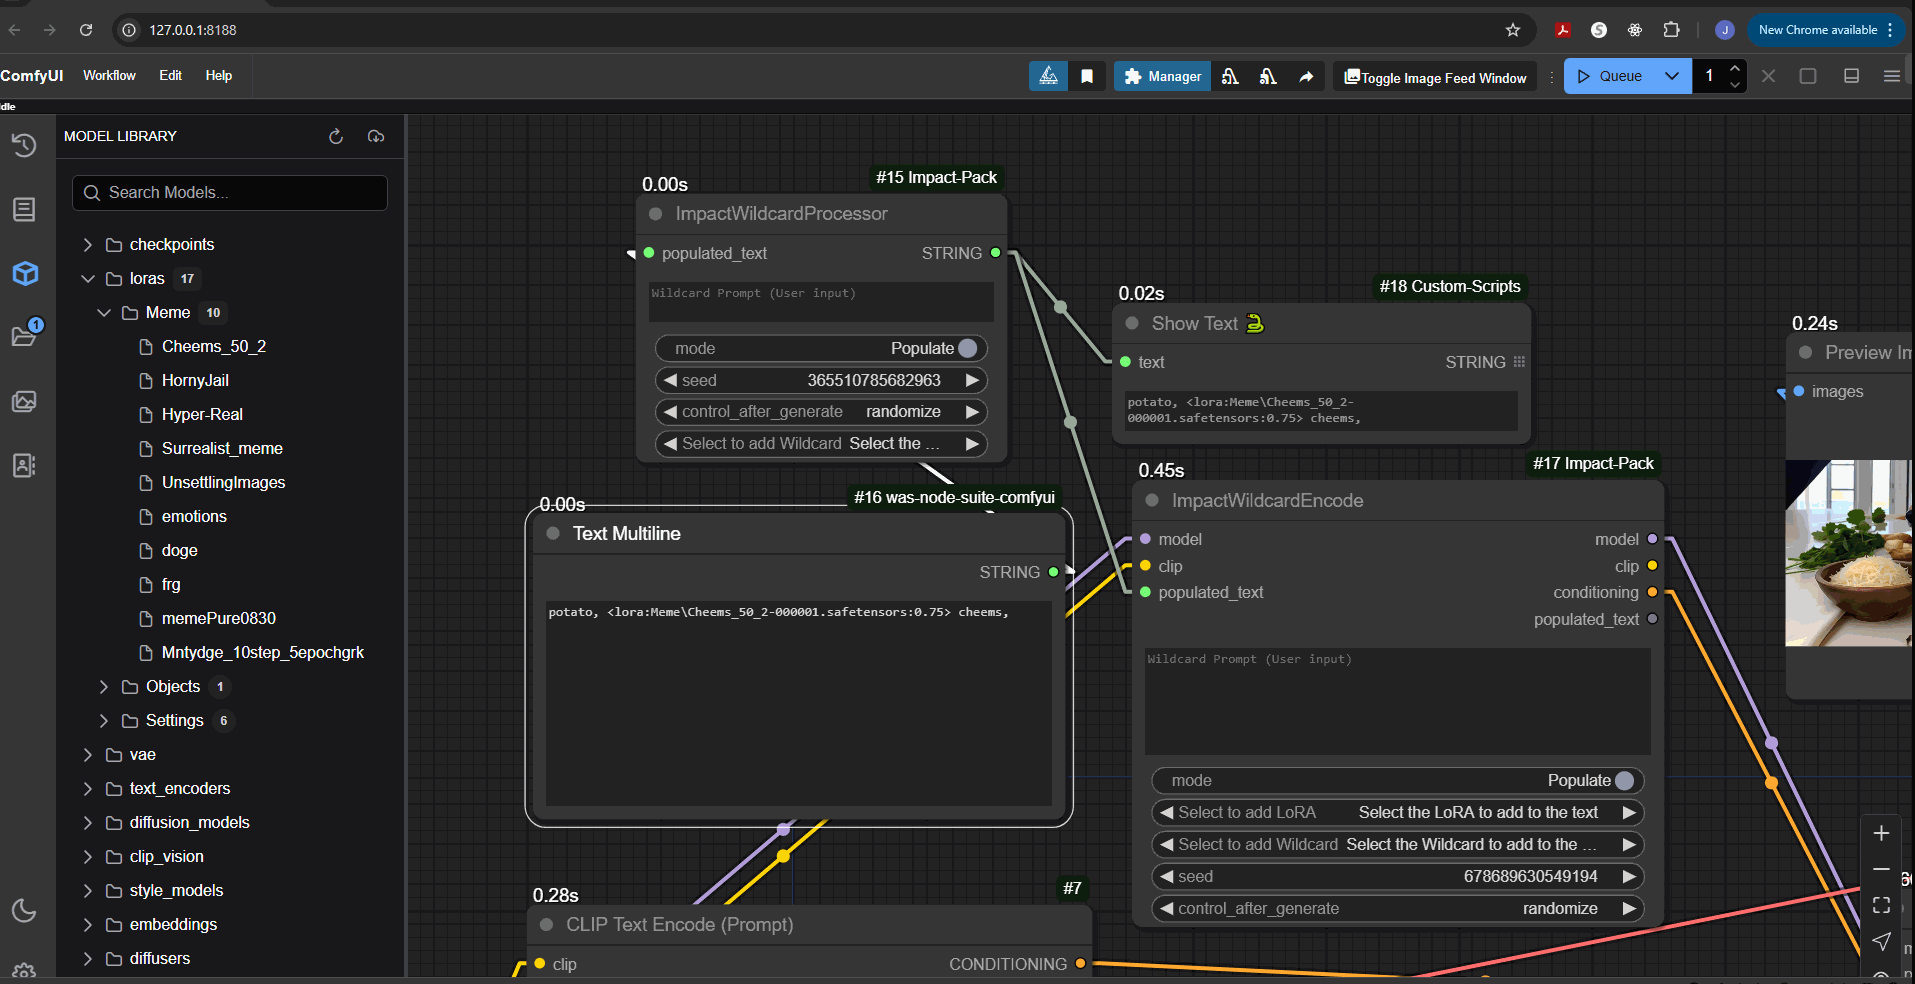 127.0.0.1:8188
J
New Chrome available
ComfyUI
Workflow
Edit
Help
Manager
Toggle Image Feed Window
Queue
1
Idle
MODEL LIBRARY
Search Models...
checkpoints
loras 17
Meme 10
Cheems_50_2
HornyJail
Hyper-Real
Surrealist_meme
UnsettlingImages
emotions
doge
frg
memePure0830
Mntydge_10step_5epochgrk
Objects 1
Settings 6
vae
text_encoders
diffusion_models
clip_vision
style_models
embeddings
diffusers
1
0.00s
#15 Impact-Pack
ImpactWildcardProcessor
populated_text
STRING
Wildcard Prompt (User input)
mode Populate
seed 365510785682963
control_after_generate randomize
Select to add Wildcard Select the ...
0.02s
#18 Custom-Scripts
Show Text
text
STRING
potato, <lora:Meme\Cheems_50_2-
000001.safetensors:0.75> cheems,
0.24s
Preview
images
0.00s
#16 was-node-suite-comfyui
Text Multiline
STRING
potato, <lora:Meme\Cheems_50_2-000001.safetensors:0.75> cheems,
0.45s
#17 Impact-Pack
ImpactWildcardEncode
model
model
clip
clip
populated_text
conditioning
populated_text
Wildcard Prompt (User input)
mode Populate
Select to add LoRA Select the LoRA to add to the text
Select to add Wildcard Select the Wildcard to add to the ...
seed 678689630549194
control_after_generate randomize
0.28s
#7
CLIP Text Encode (Prompt)
clip
CONDITIONING